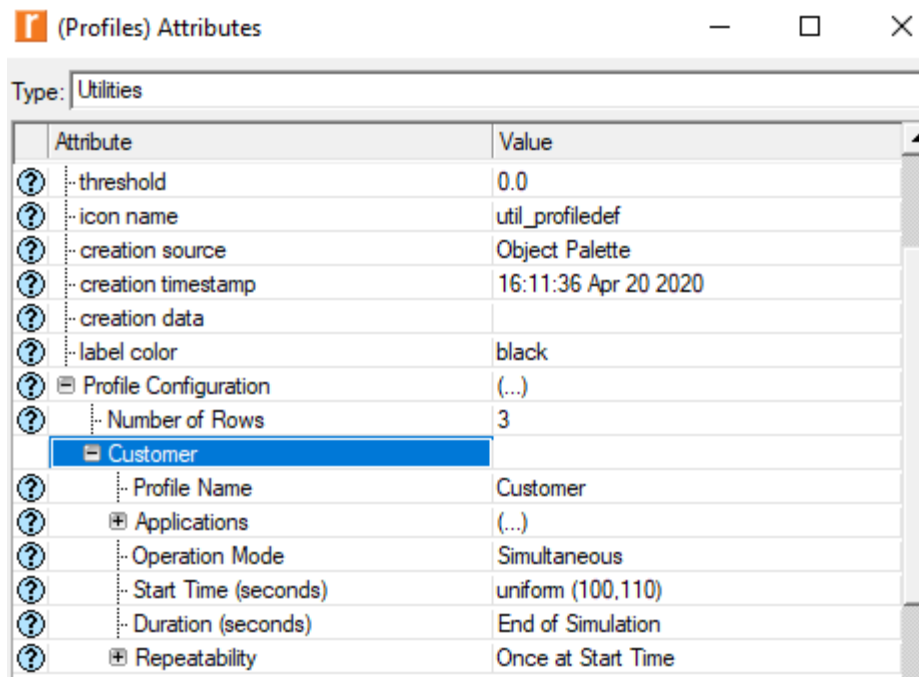 (Profiles) Attributes
Type: Utilities
Attribute Value
threshold 0.0
icon name util_profiledef
creation source Object Palette
creation timestamp 16:11:36 Apr 20 2020
creation data
label color black
Profile Configuration (...)
Number of Rows 3
Customer
Profile Name Customer
Applications (...)
Operation Mode Simultaneous
Start Time (seconds) uniform (100,110)
Duration (seconds) End of Simulation
Repeatability Once at Start Time